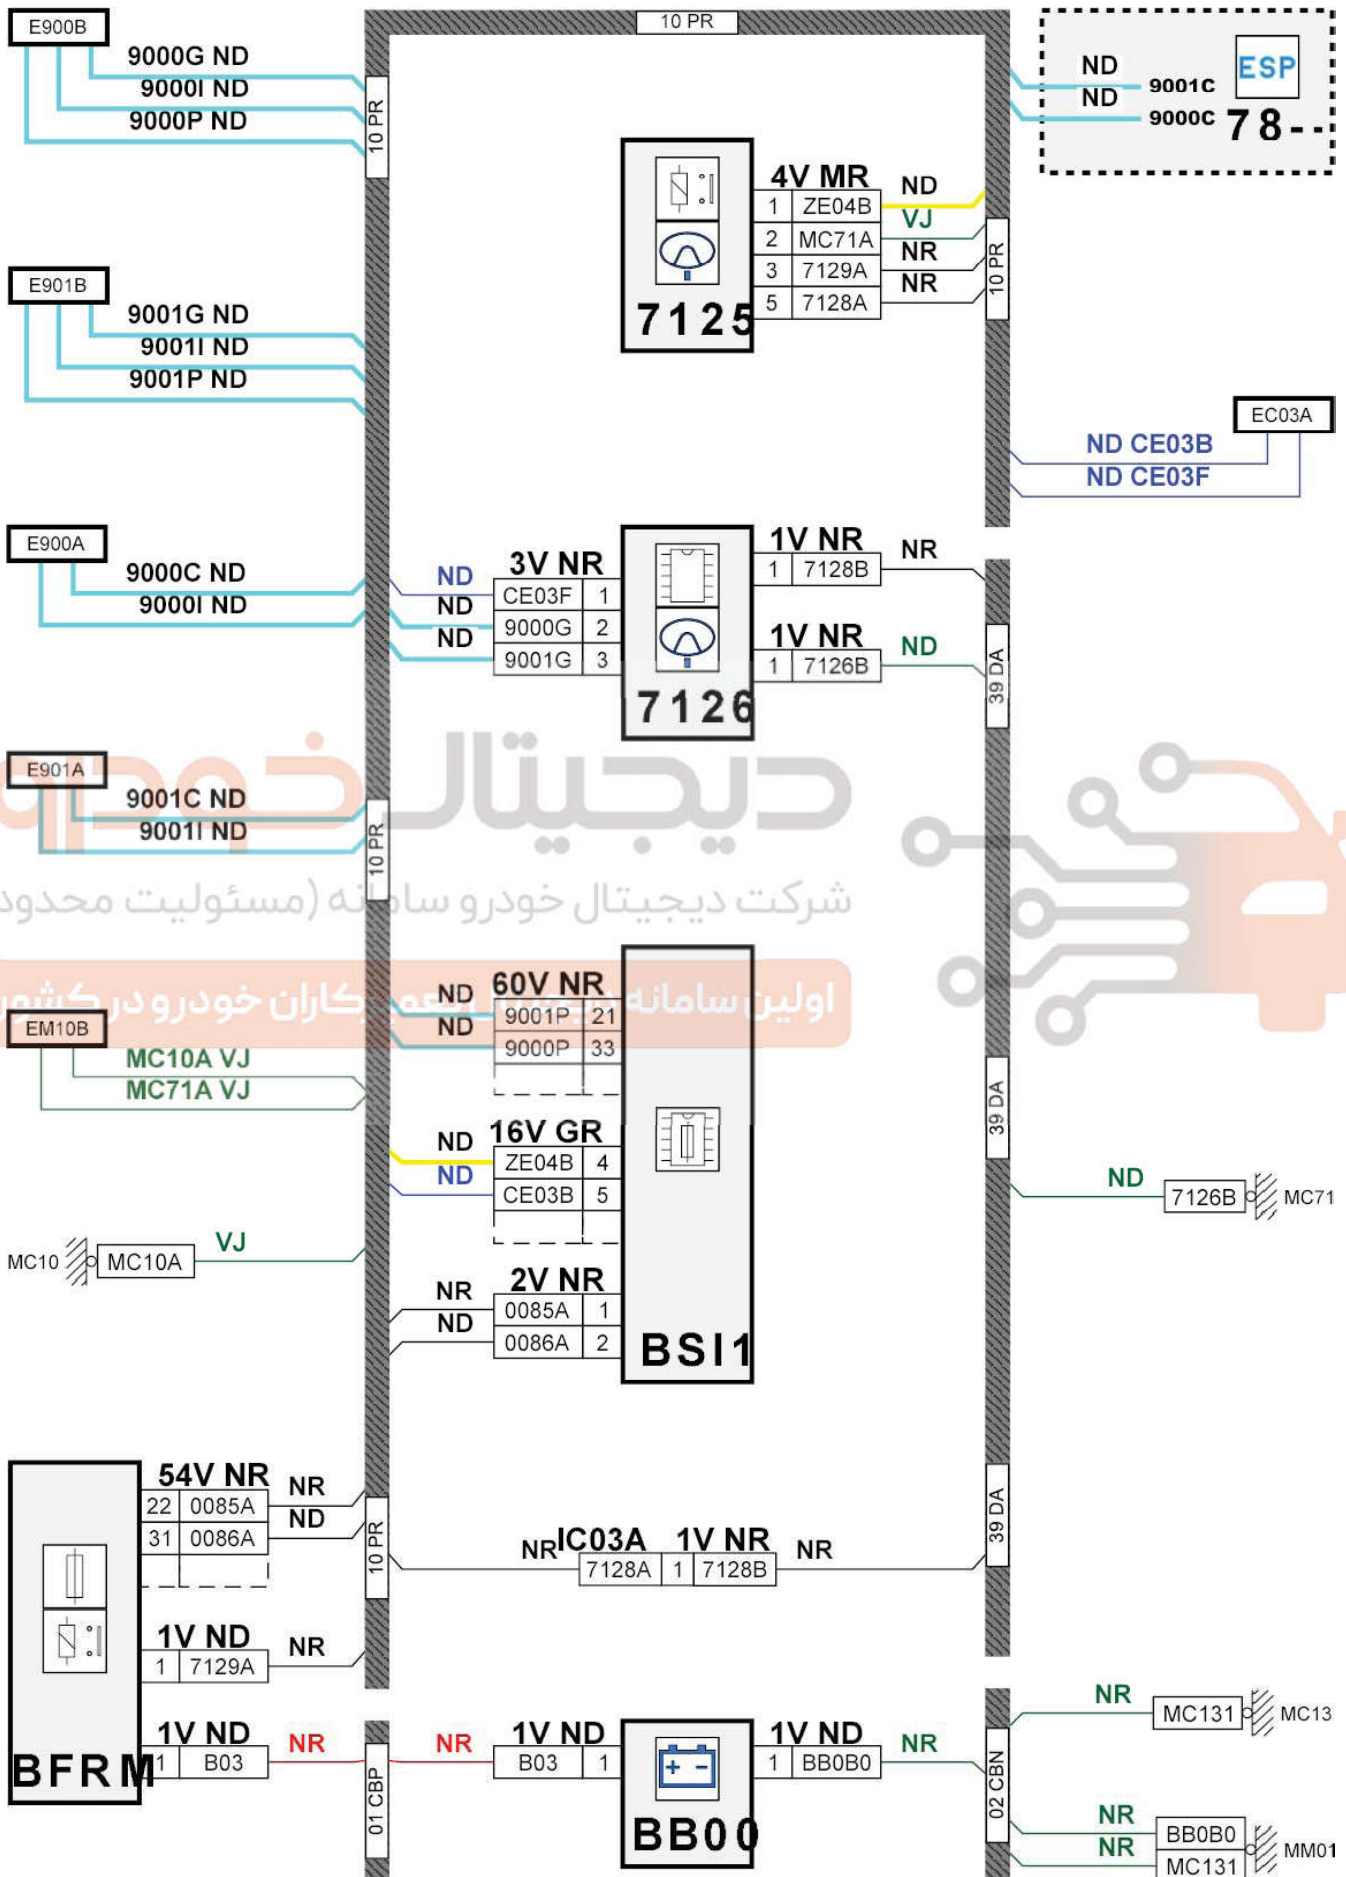 E900B
9000G ND
9000I ND
9000P ND
10 PR
10 PR
ND
9001C
ND
9000C
ESP
78--
4V MR
1 ZE04B ND
2 MC71A VJ
3 7129A NR
5 7128A NR
7125
10 PR
E901B
9001G ND
9001I ND
9001P ND
EC03A
ND CE03B
ND CE03F
E900A
9000C ND
9000I ND
3V NR
ND CE03F 1
ND 9000G 2
ND 9001G 3
7126
1V NR
1 7128B NR
1V NR
1 7126B ND
39 DA
E901A
9001C ND
9001I ND
10 PR
دیجیتال خودرو
شرکت دیجیتال خودرو سامانه (مسئولیت محدود
اولین سامانه دیجیتال تعمیرکاران خودرو در کشور
EM10B
MC10A VJ
MC71A VJ
60V NR
ND 9001P 21
ND 9000P 33
16V GR
ND ZE04B 4
ND CE03B 5
2V NR
NR 0085A 1
ND 0086A 2
BSI1
39 DA
ND
7126B MC71
MC10 MC10A VJ
54V NR
22 0085A NR
31 0086A ND
1V ND
1 7129A NR
1V ND
1 B03 NR
BFRM
10 PR
NR IC03A 1V NR NR
7128A 1 7128B
39 DA
01 CBP
1V ND
NR B03 1
BB00
1V ND
1 BB0B0 NR
02 CBN
NR MC131 MC13
NR BB0B0
NR MC131
MM01